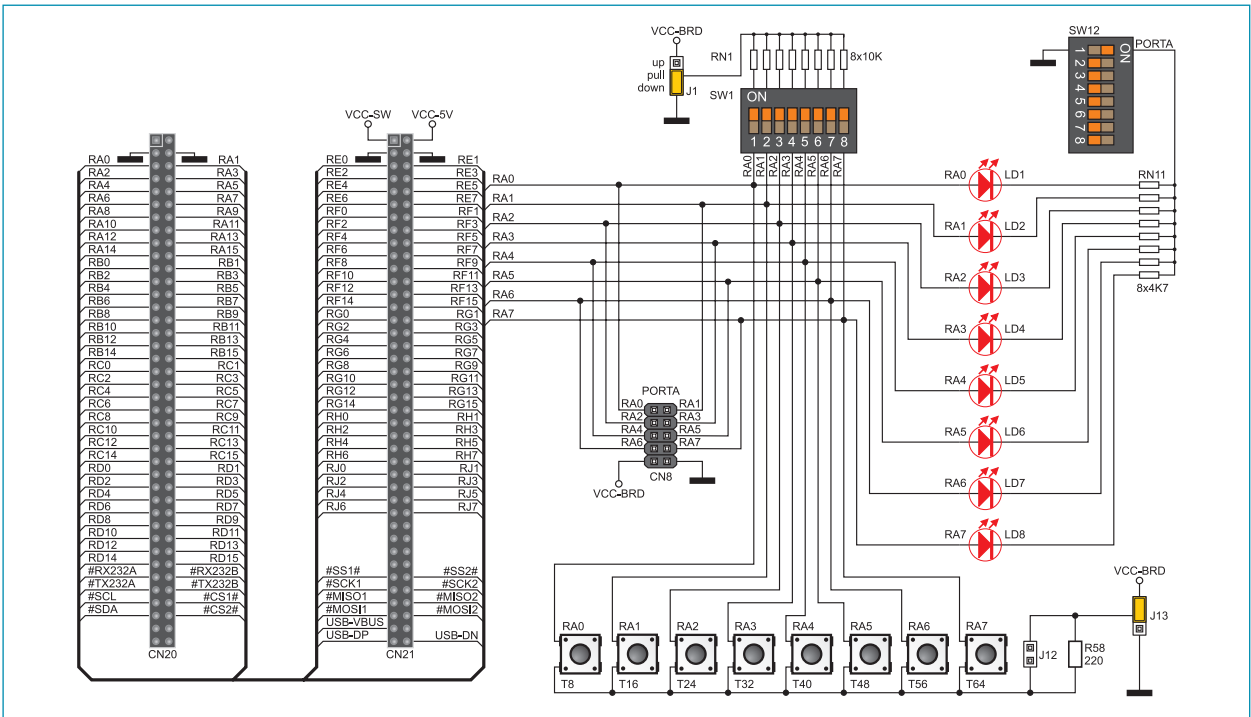 VCC-BRD
up
pull
down
J1
RN1
8x10K
SW1
ON
1 2 3 4 5 6 7 8
RA0
RA1
RA2
RA3
RA4
RA5
RA6
RA7
SW12
PORTA
ON
1
2
3
4
5
6
7
8
VCC-SW
VCC-5V
RA0 RA1
RA2 RA3
RA4 RA5
RA6 RA7
RA8 RA9
RA10 RA11
RA12 RA13
RA14 RA15
RB0 RB1
RB2 RB3
RB4 RB5
RB6 RB7
RB8 RB9
RB10 RB11
RB12 RB13
RB14 RB15
RC0 RC1
RC2 RC3
RC4 RC5
RC6 RC7
RC8 RC9
RC10 RC11
RC12 RC13
RC14 RC15
RD0 RD1
RD2 RD3
RD4 RD5
RD6 RD7
RD8 RD9
RD10 RD11
RD12 RD13
RD14 RD15
#RX232A #RX232B
#TX232A #TX232B
#SCL #CS1#
#SDA #CS2#
CN20
RE0 RE1
RE2 RE3
RE4 RE5
RE6 RE7
RF0 RF1
RF2 RF3
RF4 RF5
RF6 RF7
RF8 RF9
RF10 RF11
RF12 RF13
RF14 RF15
RG0 RG1
RG2 RG3
RG4 RG5
RG6 RG7
RG8 RG9
RG10 RG11
RG12 RG13
RG14 RG15
RH0 RH1
RH2 RH3
RH4 RH5
RH6 RH7
RJ0 RJ1
RJ2 RJ3
RJ4 RJ5
RJ6 RJ7
#SS1# #SS2#
#SCK1 #SCK2
#MISO1 #MISO2
#MOSI1 #MOSI2
USB-VBUS
USB-DP USB-DN
CN21
RA0
RA1
RA2
RA3
RA4
RA5
RA6
RA7
PORTA
RA0 RA1
RA2 RA3
RA4 RA5
RA6 RA7
CN8
VCC-BRD
RA0 LD1
RA1 LD2
RA2 LD3
RA3 LD4
RA4 LD5
RA5 LD6
RA6 LD7
RA7 LD8
RN11
8x4K7
RA0 RA1 RA2 RA3 RA4 RA5 RA6 RA7
T8 T16 T24 T32 T40 T48 T56 T64
J12
R58
220
VCC-BRD
J13